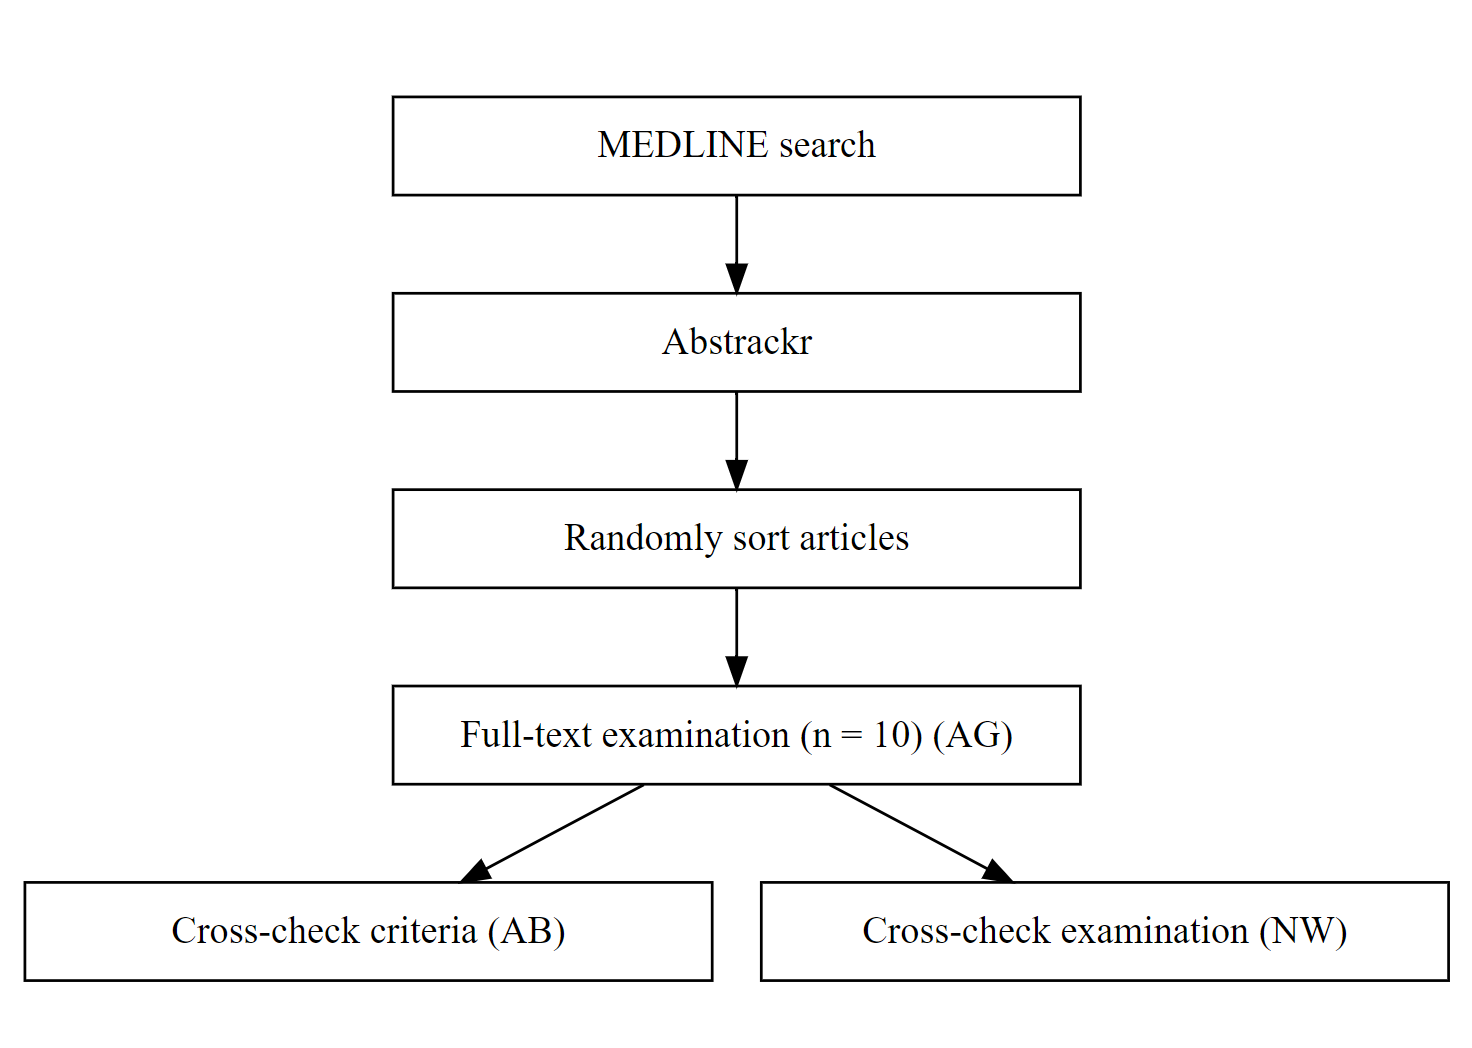 MEDLINE search
Abstrackr
Randomly sort articles
Full-text examination (n = 10) (AG)
Cross-check criteria (AB)
Cross-check examination (NW)